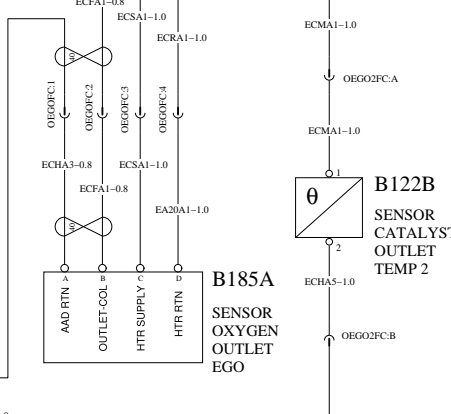 ECFA1-0.8
ECSA1-1.0
ECRA1-1.0
ECMA1-1.0
40
OEGOFC:1
OEGOFC:2
OEGOFC:3
OEGOFC:4
OEGO2FC:A
ECMA1-1.0
ECHA3-0.8
ECSA1-1.0
ECFA1-0.8
EA20A1-1.0
40
1
θ
B122B
SENSOR
CATALYST
OUTLET
TEMP 2
2
A
B
C
D
AAD RTN
OUTLET-COL
HTR SUPPLY
HTR RTN
B185A
SENSOR
OXYGEN
OUTLET
EGO
ECHA5-1.0
OEGO2FC:B